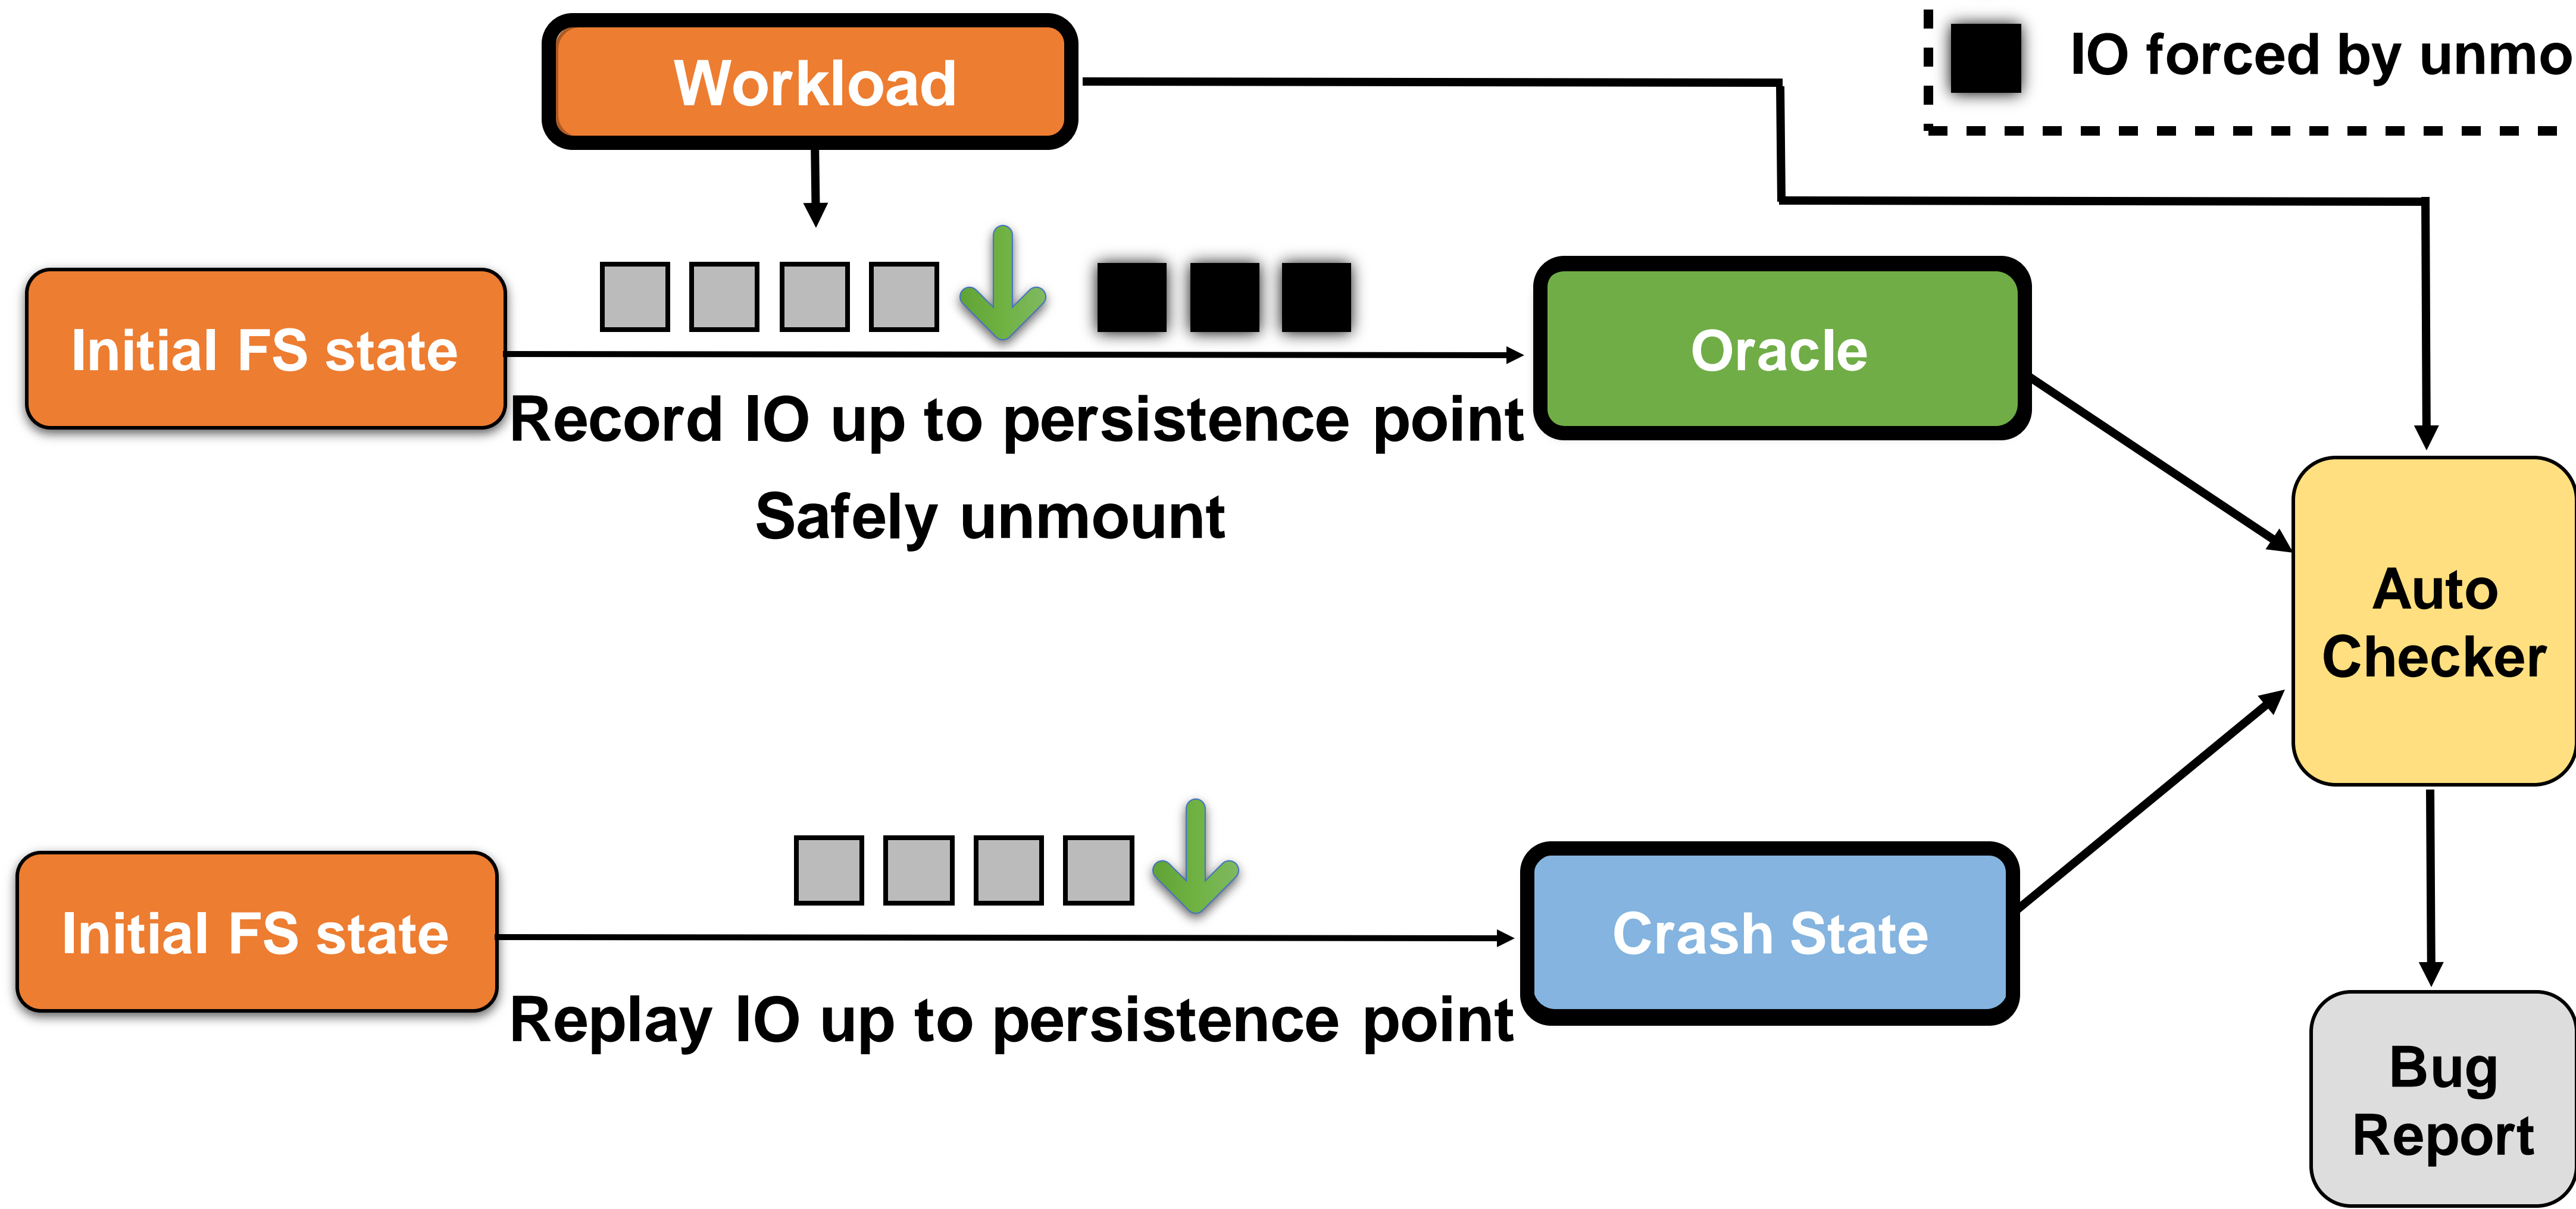 Workload
IO forced by unmo
Initial FS state
Oracle
Record IO up to persistence point
Safely unmount
Auto
Checker
Initial FS state
Crash State
Replay IO up to persistence point
Bug
Report